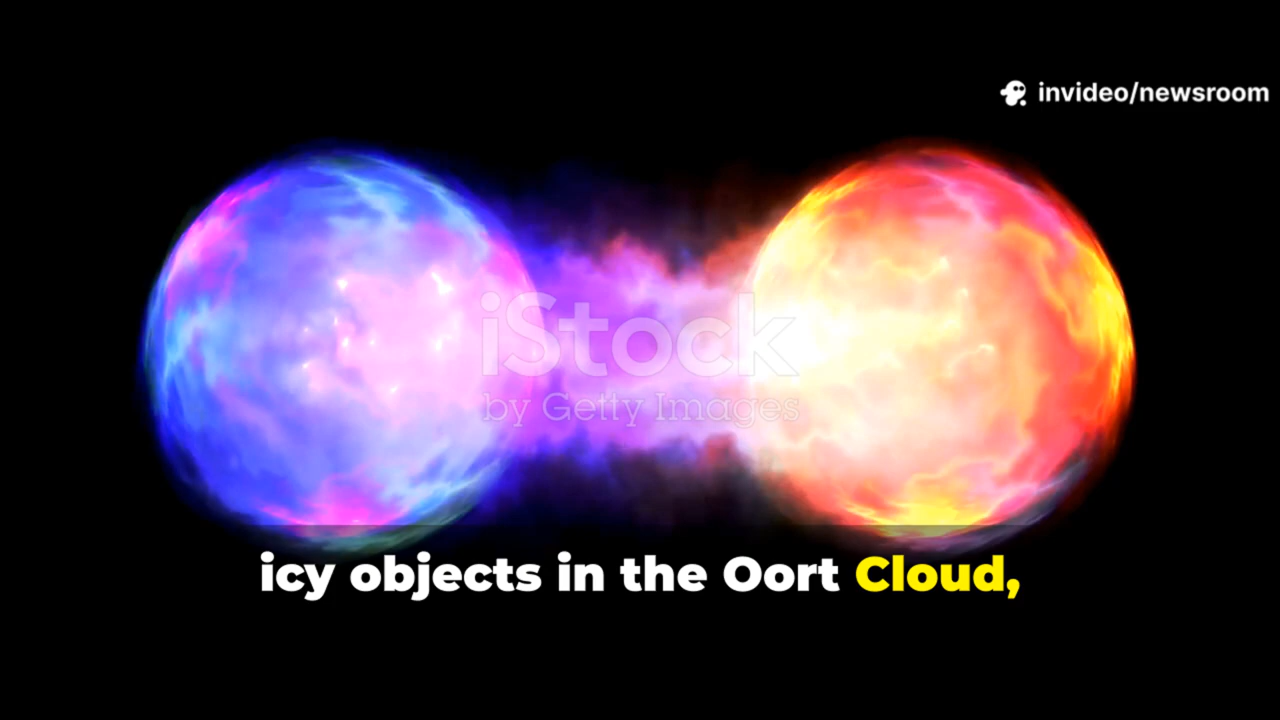 invideo/newsroom
iStock
by Getty Images
icy objects in the Oort Cloud,